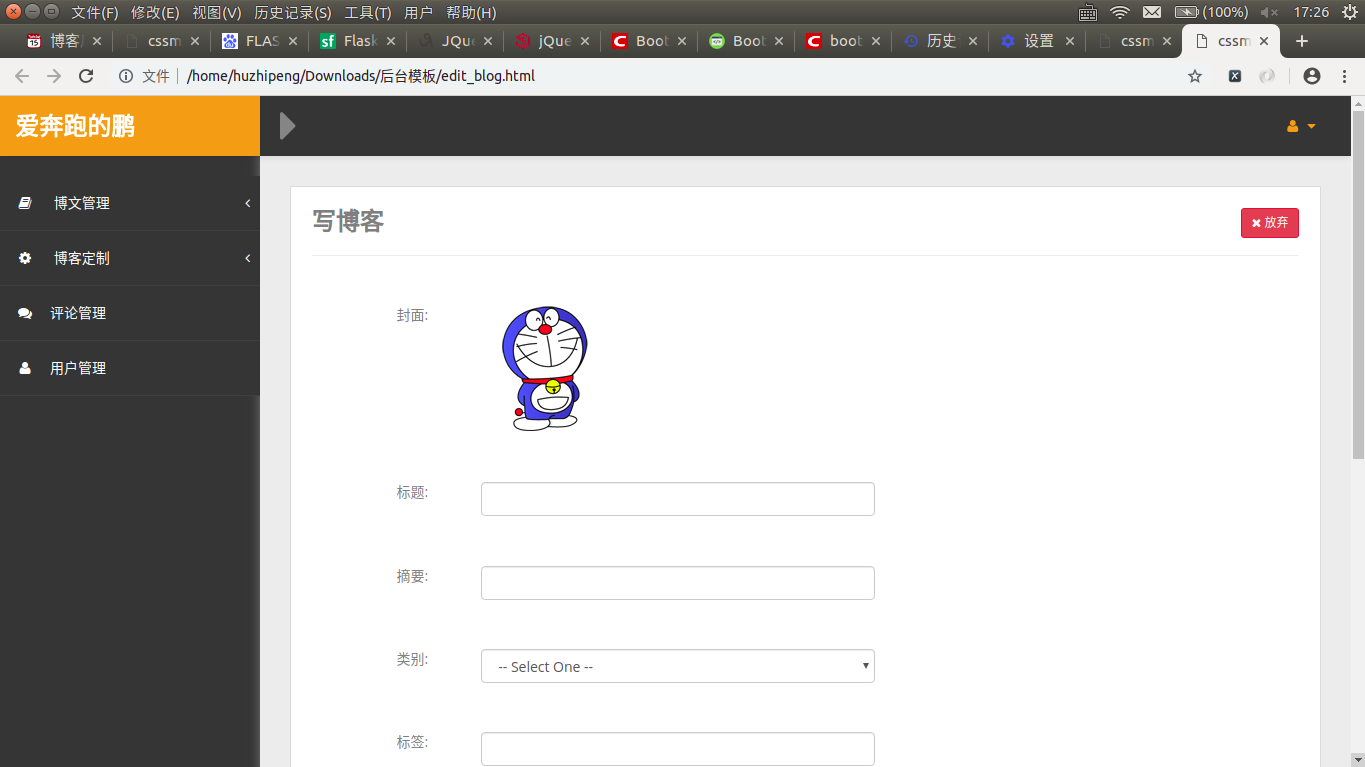 文件(F) 修改(E) 视图(V) 历史记录(S) 工具(T) 用户 帮助(H) (100%) 17:26
博客 cssm FLAS Flask JQue jQue Boot Boot boot 历史 设置 cssm cssm
文件 /home/huzhipeng/Downloads/后台模板/edit_blog.html
爱奔跑的鹏
博文管理
博客定制
评论管理
用户管理
写博客
放弃
封面:
标题:
摘要:
类别:
-- Select One --
标签: